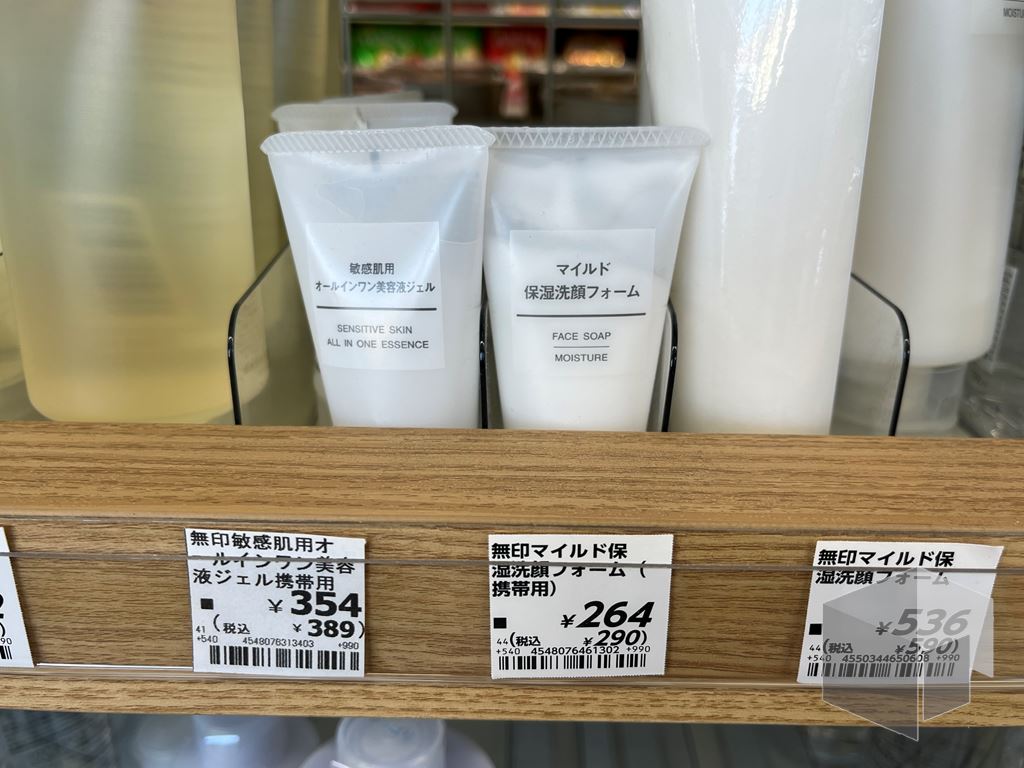 敏感肌用
オールインワン美容液ジェル
SENSITIVE SKIN
ALL IN ONE ESSENCE
マイルド
保湿洗顔フォーム
FACE SOAP
MOISTURE
無印敏感肌用オ
ールインワン美容
液ジェル携帯用
■ ¥354
41 (税込 ¥389)
+540 4548076313403 +990
無印マイルド保
湿洗顔フォーム (
携帯用)
■ ¥264
44 (税込 ¥290)
+540 4548076461302 +990
無印マイルド保
湿洗顔フォーム
■ ¥536
44 (税込 ¥590)
+540 4550344650608 +990